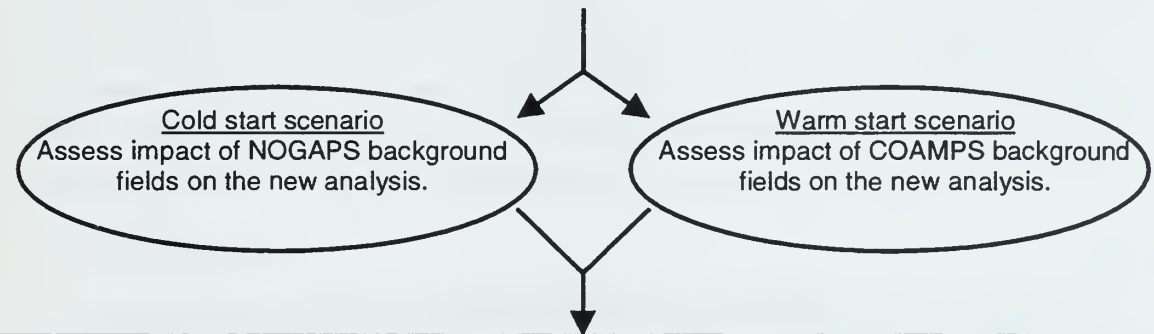 Cold start scenario
Assess impact of NOGAPS background
fields on the new analysis.
Warm start scenario
Assess impact of COAMPS background
fields on the new analysis.